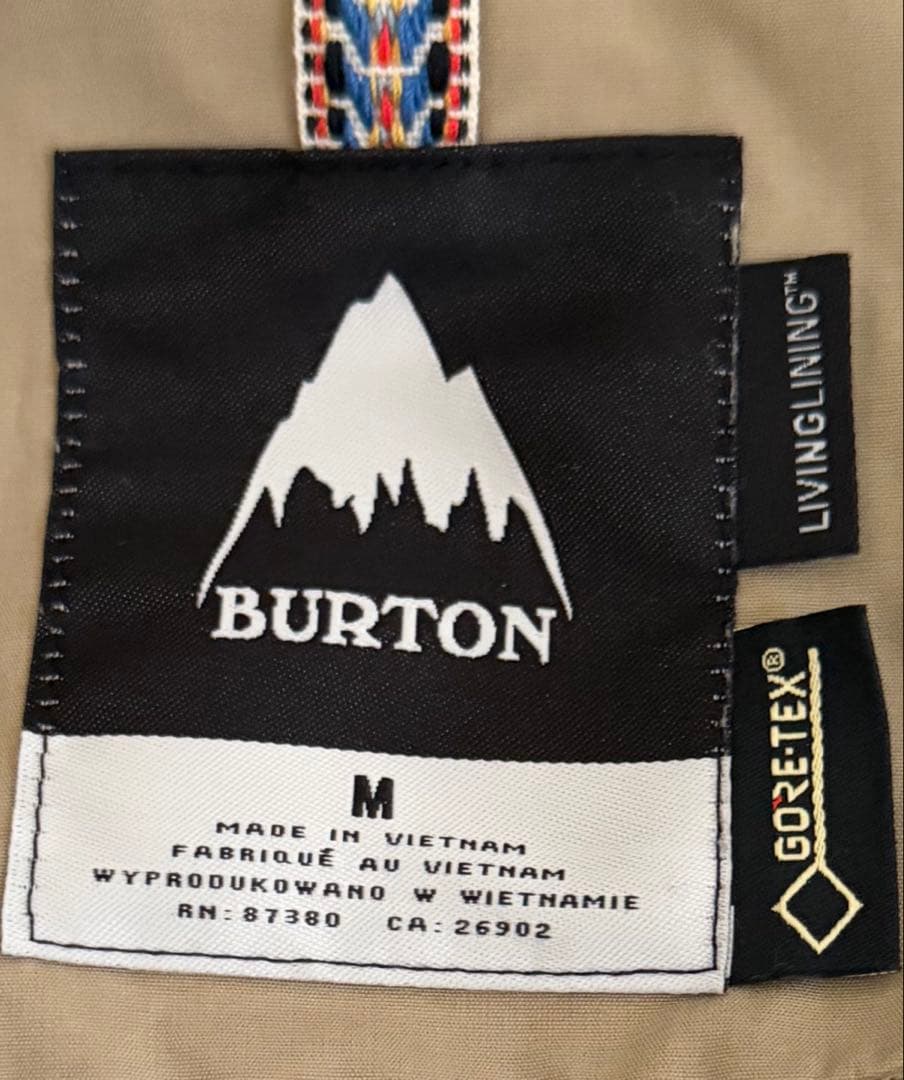 BURTON
M
MADE IN VIETNAM
FABRIQUÉ AU VIETNAM
WYPRODUKOWANO W WIETNAMIE
RN: 87380 CA: 26902
LIVINGLINING™
GORE-TEX®